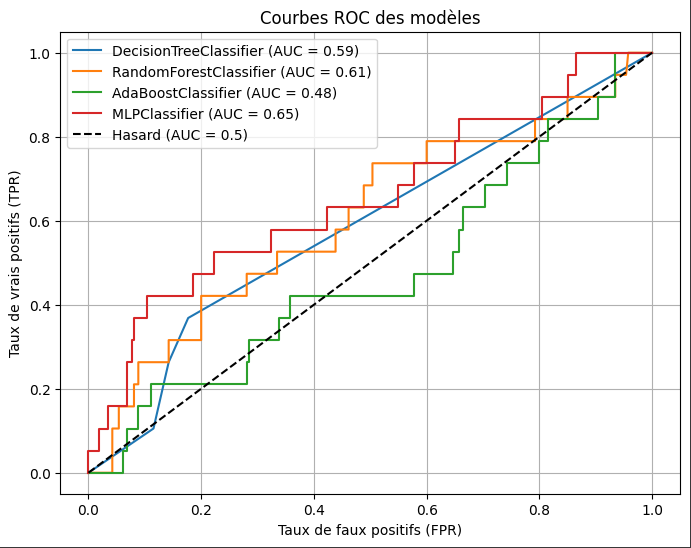 Courbes ROC des modèles
DecisionTreeClassifier (AUC = 0.59)
RandomForestClassifier (AUC = 0.61)
AdaBoostClassifier (AUC = 0.48)
MLPClassifier (AUC = 0.65)
Hasard (AUC = 0.5)
Taux de vrais positifs (TPR)
1.0
0.8
0.6
0.4
0.2
0.0
0.0 0.2 0.4 0.6 0.8 1.0
Taux de faux positifs (FPR)